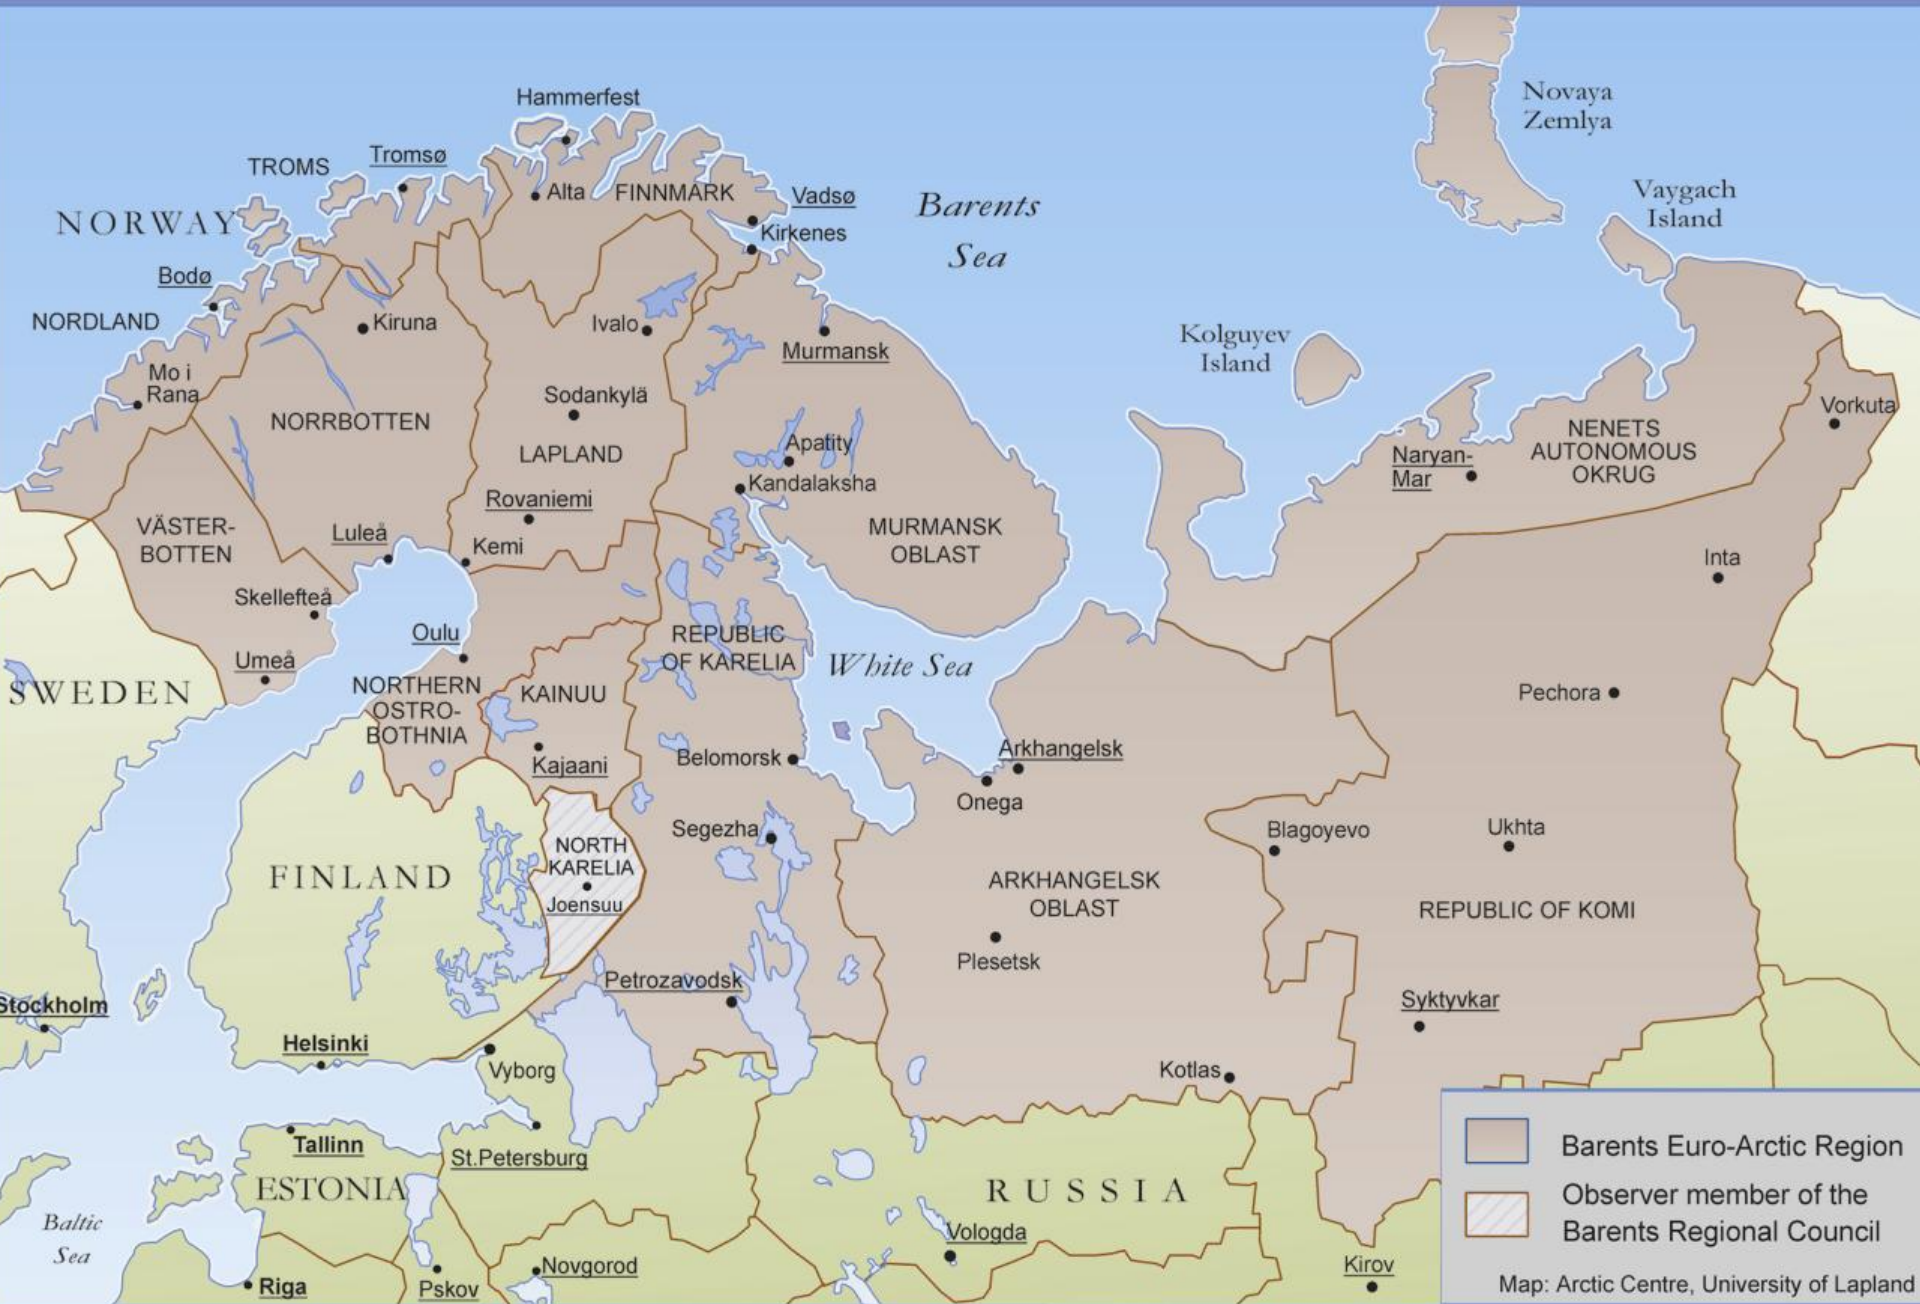 Hammerfest
Novaya
Zemlya
TROMS
Tromsø
Alta
FINNMARK
Vadsø
Barents
Sea
Vaygach
Island
NORWAY
Kirkenes
Bodø
NORDLAND
Kiruna
Ivalo
Murmansk
Kolguyev
Island
Mo i
Rana
Sodankylä
Vorkuta
NORRBOTTEN
LAPLAND
Apatity
Kandalaksha
Naryan-
Mar
NENETS
AUTONOMOUS
OKRUG
Rovaniemi
VÄSTER-
BOTTEN
Luleå
Kemi
MURMANSK
OBLAST
Inta
Skellefteå
Oulu
REPUBLIC
OF KARELIA
White Sea
Umeå
SWEDEN
NORTHERN
OSTRO-
BOTHNIA
KAINUU
Pechora
Kajaani
Belomorsk
Arkhangelsk
Onega
Segezha
Blagoyevo
Ukhta
NORTH
KARELIA
Joensuu
FINLAND
ARKHANGELSK
OBLAST
REPUBLIC OF KOMI
Plesetsk
Petrozavodsk
Syktyvkar
Stockholm
Helsinki
Vyborg
Kotlas
Tallinn
St.Petersburg
ESTONIA
RUSSIA
Baltic
Sea
Vologda
Novgorod
Kirov
Riga
Pskov
Barents Euro-Arctic Region
Observer member of the
Barents Regional Council
Map: Arctic Centre, University of Lapland